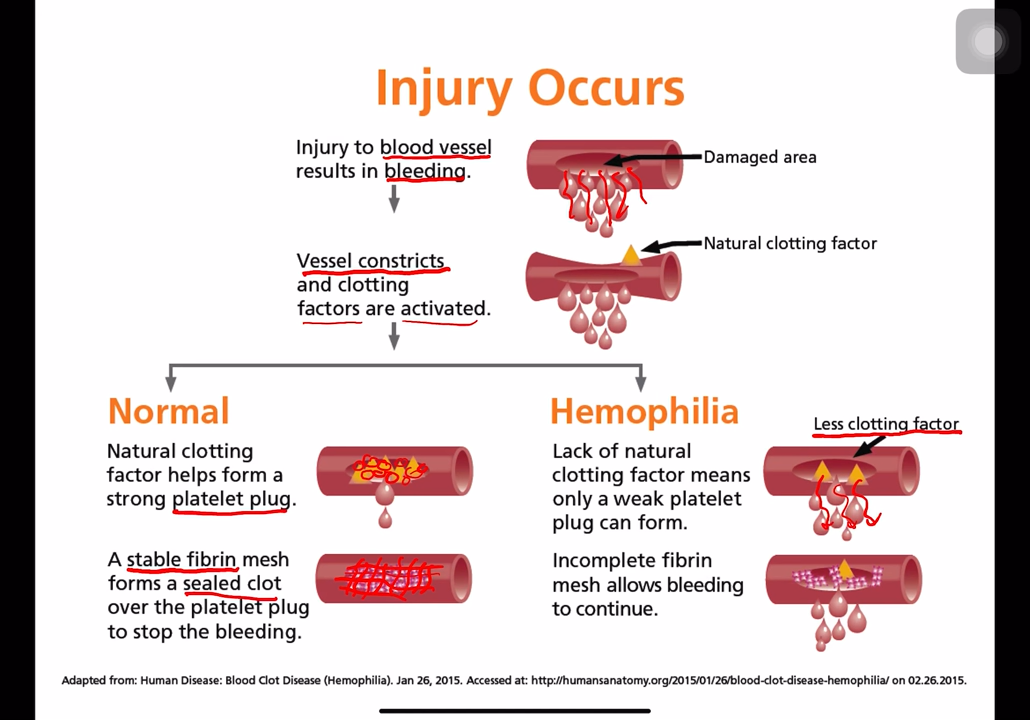 Injury Occurs
Injury to blood vessel
results in bleeding.
Damaged area
Natural clotting factor
Vessel constricts
and clotting
factors are activated.
Normal
Natural clotting
factor helps form a
strong platelet plug.
A stable fibrin mesh
forms a sealed clot
over the platelet plug
to stop the bleeding.
Hemophilia
Less clotting factor
Lack of natural
clotting factor means
only a weak platelet
plug can form.
Incomplete fibrin
mesh allows bleeding
to continue.
Adapted from: Human Disease: Blood Clot Disease (Hemophilia). Jan 26, 2015. Accessed at: http://humansanatomy.org/2015/01/26/blood-clot-disease-hemophilia/ on 02.26.2015.